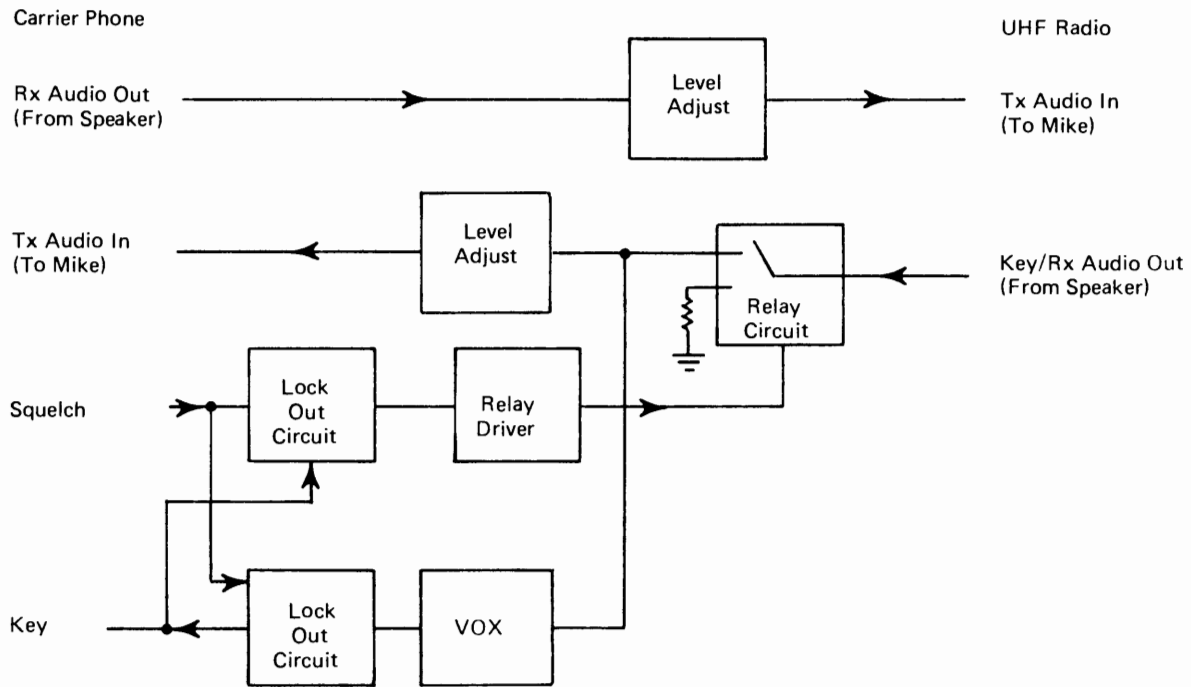 Carrier Phone
UHF Radio
Rx Audio Out
(From Speaker)
Level
Adjust
Tx Audio In
(To Mike)
Tx Audio In
(To Mike)
Level
Adjust
Key/Rx Audio Out
(From Speaker)
Relay
Circuit
Squelch
Lock
Out
Circuit
Relay
Driver
Key
Lock
Out
Circuit
VOX